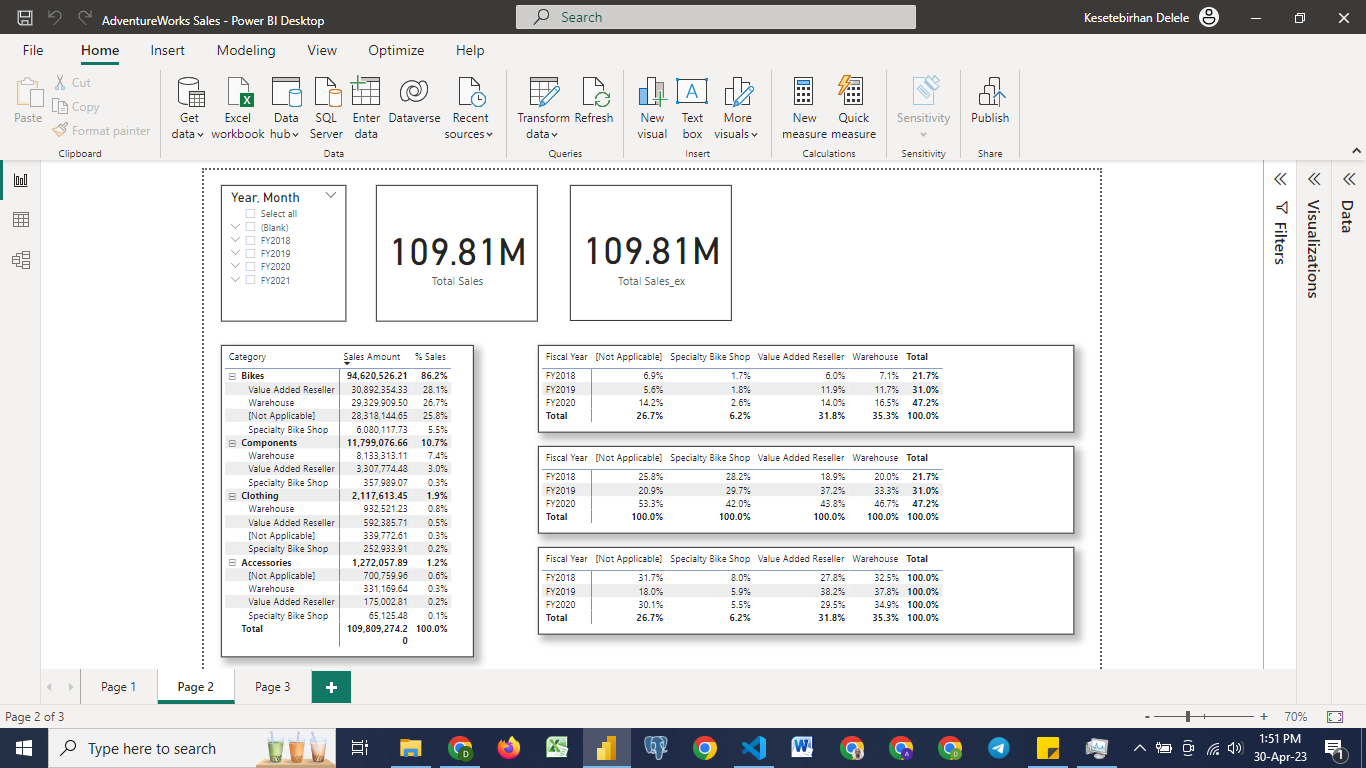 AdventureWorks Sales - Power BI Desktop
Search
Kesetebirhan Delele
File Home Insert Modeling View Optimize Help
Paste
Cut
Copy
Format painter
Clipboard
Get data
Excel workbook
Data hub
SQL Server
Enter data
Dataverse
Recent sources
Data
Transform data
Refresh
Queries
New visual
Text box
More visuals
Insert
New measure
Quick measure
Calculations
Sensitivity
Sensitivity
Publish
Share
Year, Month
Select all
(Blank)
FY2018
FY2019
FY2020
FY2021
109.81M
Total Sales
109.81M
Total Sales_ex
Category Sales Amount % Sales
Bikes 94,620,526.21 86.2%
Value Added Reseller 30,892,354.33 28.1%
Warehouse 29,329,909.50 26.7%
[Not Applicable] 28,318,144.65 25.8%
Specialty Bike Shop 6,080,117.73 5.5%
Components 11,799,076.66 10.7%
Warehouse 8,133,313.11 7.4%
Value Added Reseller 3,307,774.48 3.0%
Specialty Bike Shop 357,989.07 0.3%
Clothing 2,117,613.45 1.9%
Warehouse 932,521.23 0.8%
Value Added Reseller 592,385.71 0.5%
[Not Applicable] 339,772.61 0.3%
Specialty Bike Shop 252,933.91 0.2%
Accessories 1,272,057.89 1.2%
[Not Applicable] 700,759.96 0.6%
Warehouse 331,169.64 0.3%
Value Added Reseller 175,002.81 0.2%
Specialty Bike Shop 65,125.48 0.1%
Total 109,809,274.2 100.0%
0
Fiscal Year [Not Applicable] Specialty Bike Shop Value Added Reseller Warehouse Total
FY2018 6.9% 1.7% 6.0% 7.1% 21.7%
FY2019 5.6% 1.8% 11.9% 11.7% 31.0%
FY2020 14.2% 2.6% 14.0% 16.5% 47.2%
Total 26.7% 6.2% 31.8% 35.3% 100.0%
Fiscal Year [Not Applicable] Specialty Bike Shop Value Added Reseller Warehouse Total
FY2018 25.8% 28.2% 18.9% 20.0% 21.7%
FY2019 20.9% 29.7% 37.2% 33.3% 31.0%
FY2020 53.3% 42.0% 43.8% 46.7% 47.2%
Total 100.0% 100.0% 100.0% 100.0% 100.0%
Fiscal Year [Not Applicable] Specialty Bike Shop Value Added Reseller Warehouse Total
FY2018 31.7% 8.0% 27.8% 32.5% 100.0%
FY2019 18.0% 5.9% 38.2% 37.8% 100.0%
FY2020 30.1% 5.5% 29.5% 34.9% 100.0%
Total 26.7% 6.2% 31.8% 35.3% 100.0%
Filters
Visualizations
Data
Page 1 Page 2 Page 3
Page 2 of 3
- + 70%
Type here to search
1:51 PM
30-Apr-23
1